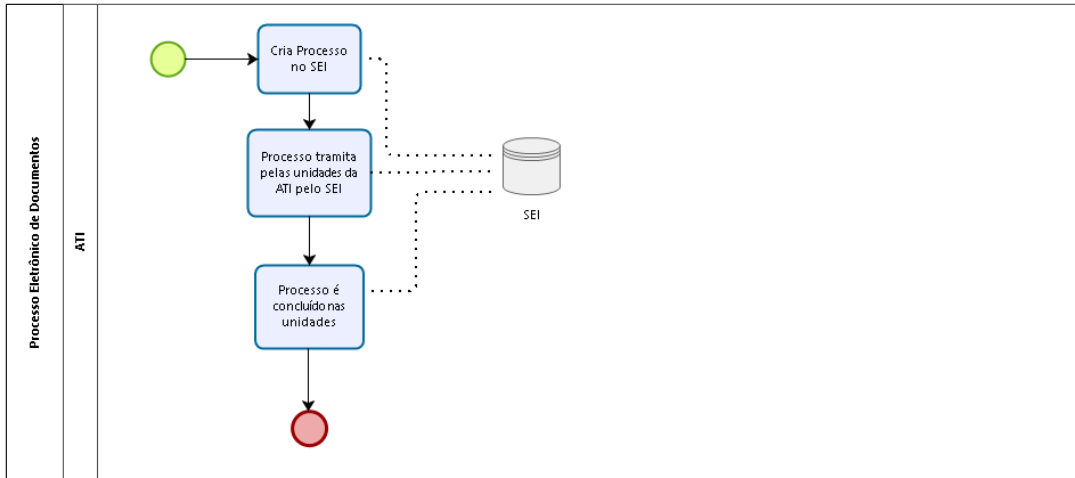 Processo Eletrônico de Documentos
ATI
Cria Processo
no SEI
Processo tramita
pelas unidades da
ATI pelo SEI
SEI
Processo é
concluído nas
unidades